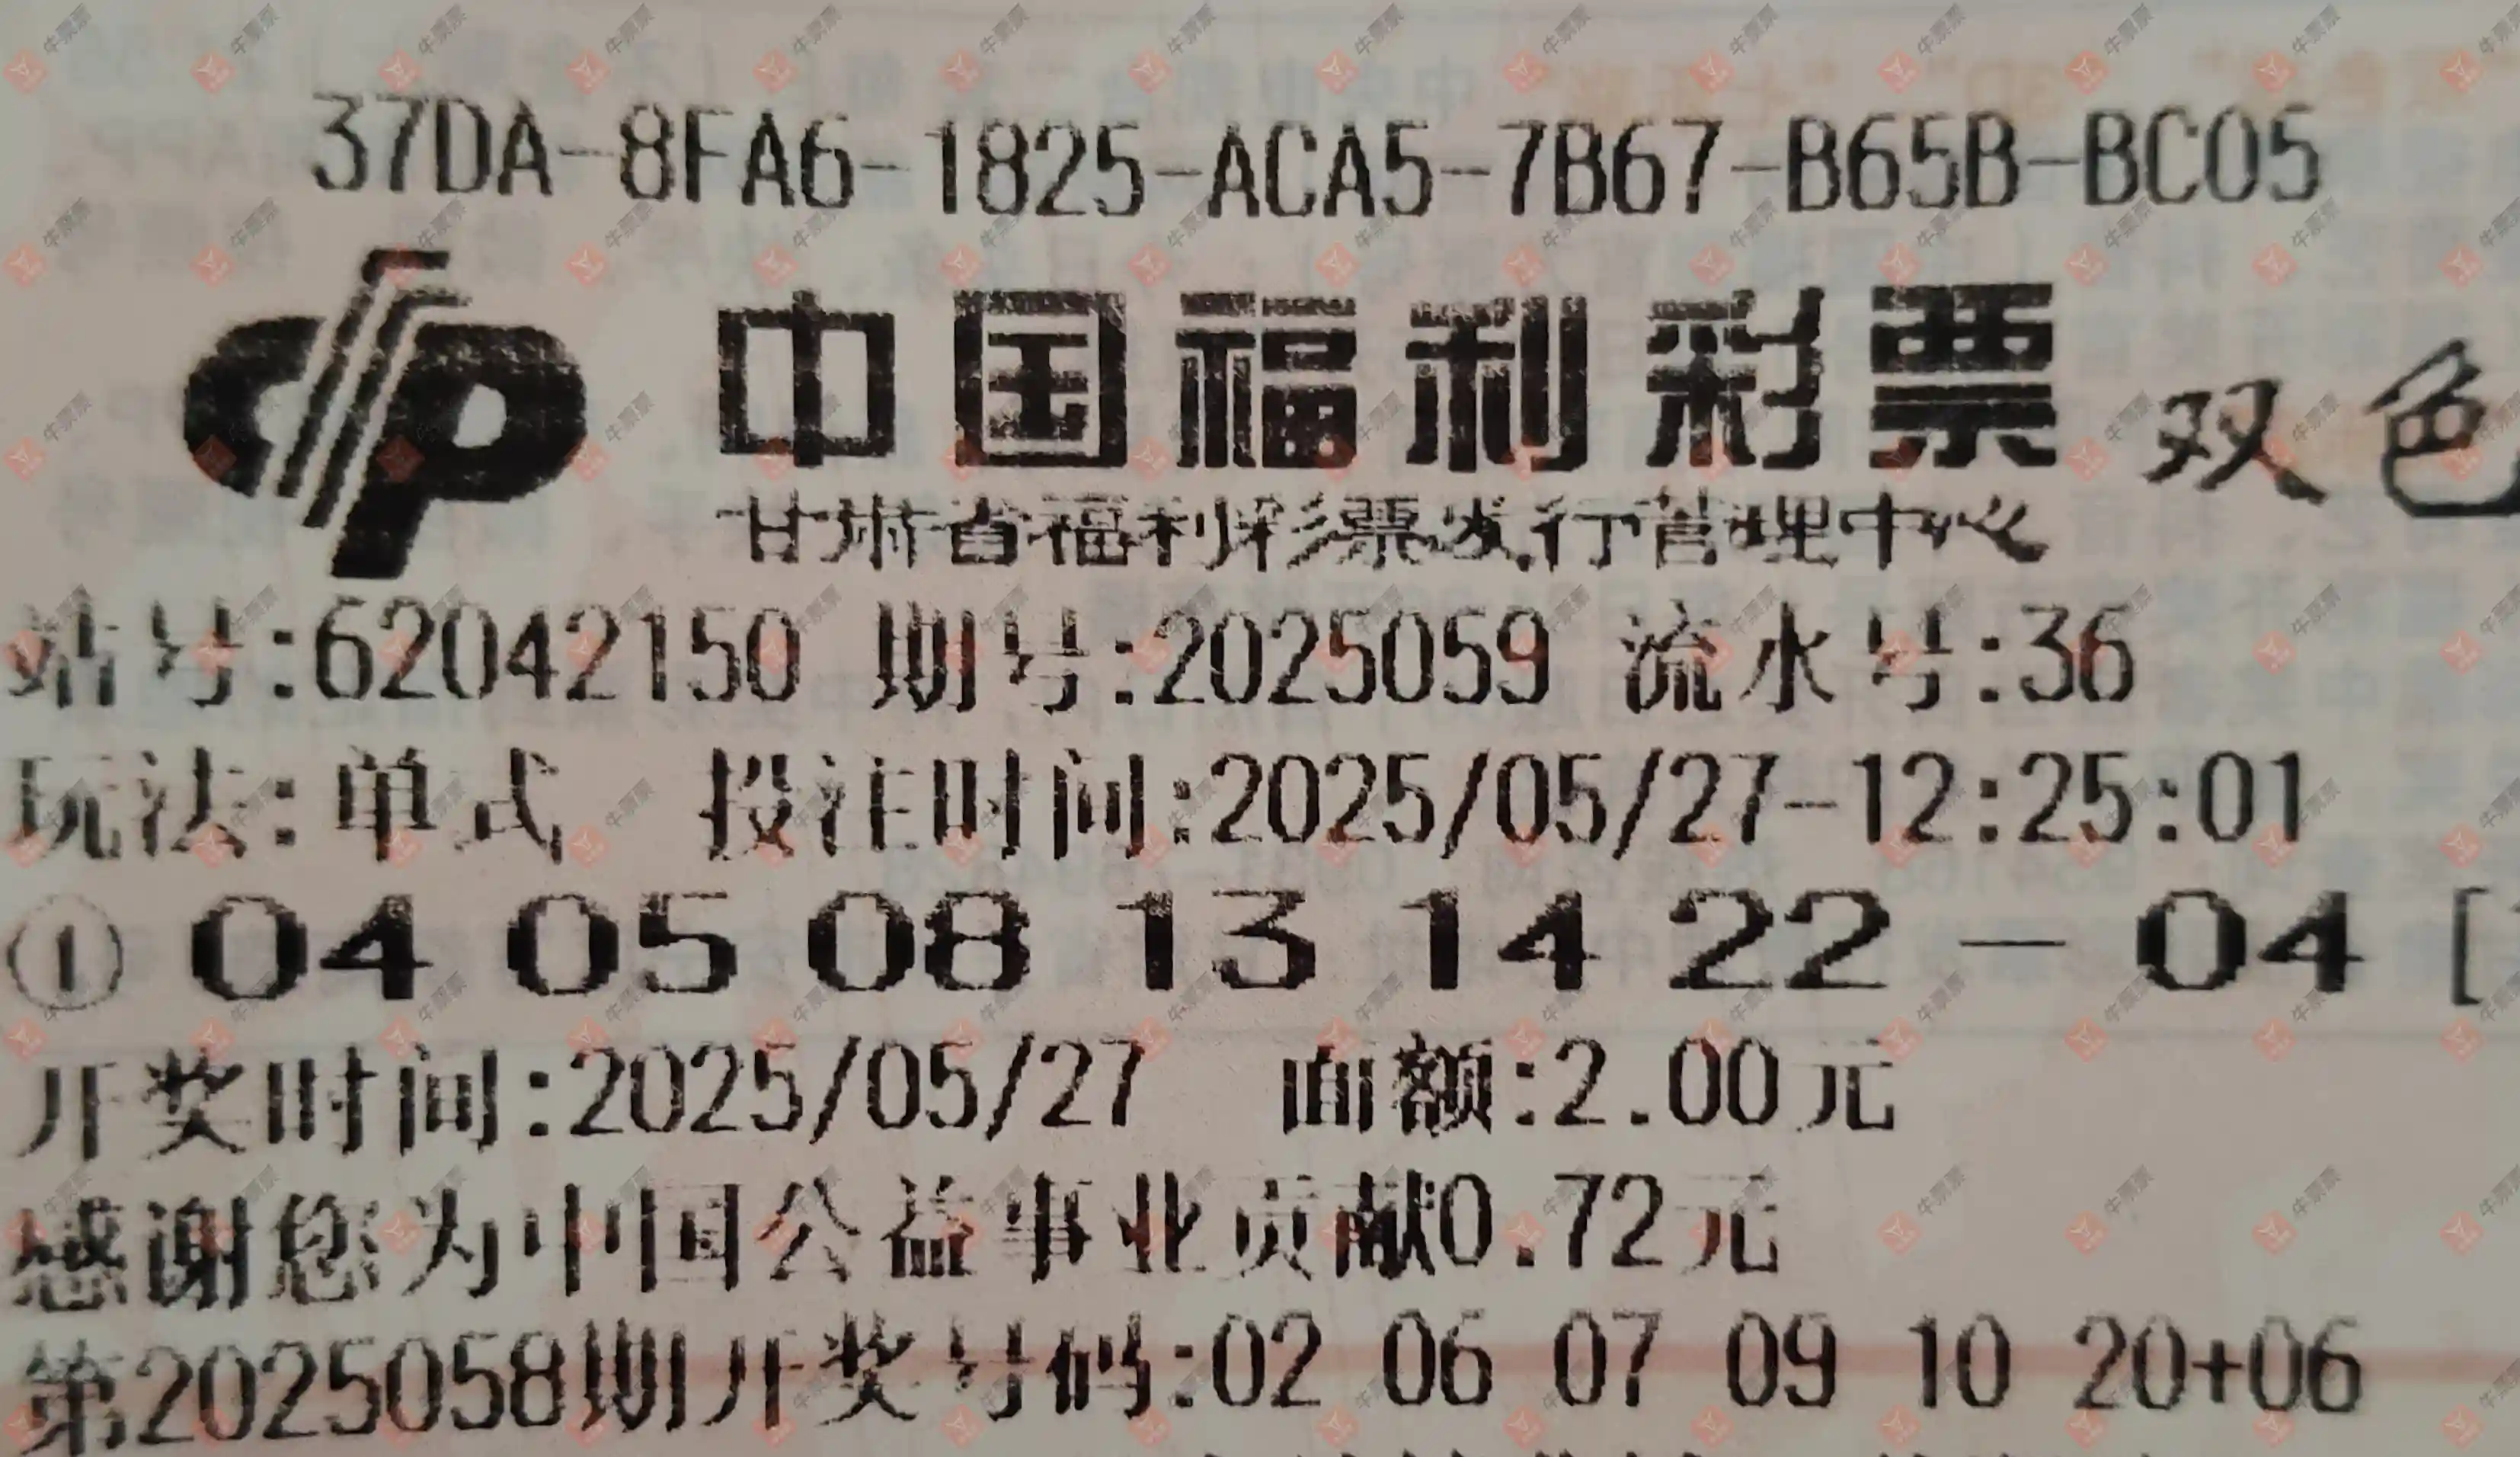 37DA-8FA6-1825-ACA5-7B67-B65B-BC05
中国福利彩票 双色
甘肃省福利彩票发行管理中心
站号:62042150 期号:2025059 流水号:36
玩法:单式 投注时间:2025/05/27-12:25:01
① 04 05 08 13 14 22 — 04 [
开奖时间:2025/05/27 面额:2.00元
感谢您为中国公益事业贡献0.72元
第2025058期开奖号码:02 06 07 09 10 20+06
牛票票